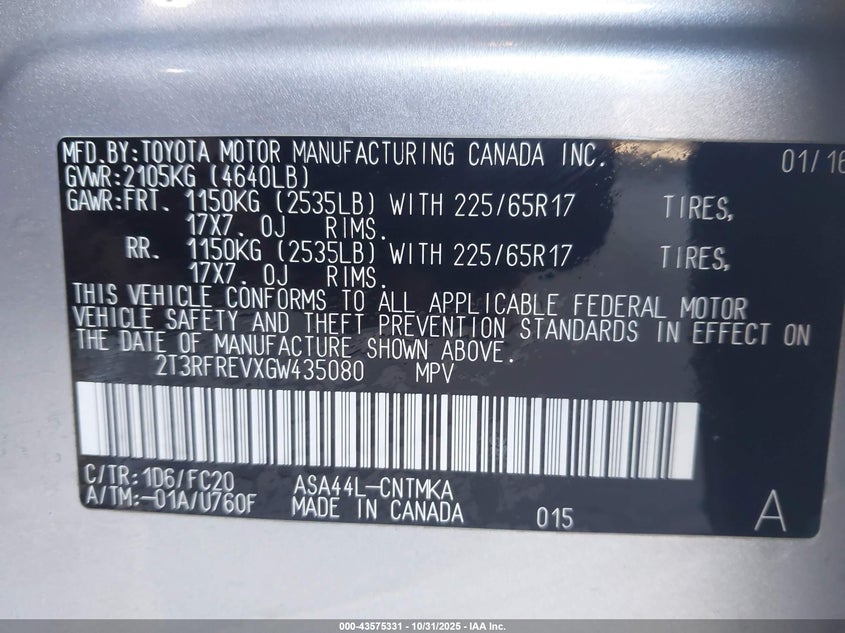 MFD.BY:TOYOTA MOTOR MANUFACTURING CANADA INC. 01/16
GVWR:2105KG (4640LB)
GAWR:FRT. 1150KG (2535LB) WITH 225/65R17 TIRES,
17X7.0J RIMS.
RR. 1150KG (2535LB) WITH 225/65R17 TIRES,
17X7.0J RIMS.
THIS VEHICLE CONFORMS TO ALL APPLICABLE FEDERAL MOTOR
VEHICLE SAFETY AND THEFT PREVENTION STANDARDS IN EFFECT ON
THE DATE OF MANUFACTURE SHOWN ABOVE.
2T3RFREVXGW435080 MPV
C/TR:1D6/FC20 ASA44L-CNTMKA
A/TM:-01A/U760F MADE IN CANADA 015 A
000-43575331 - 10/31/2025 - IAA Inc.